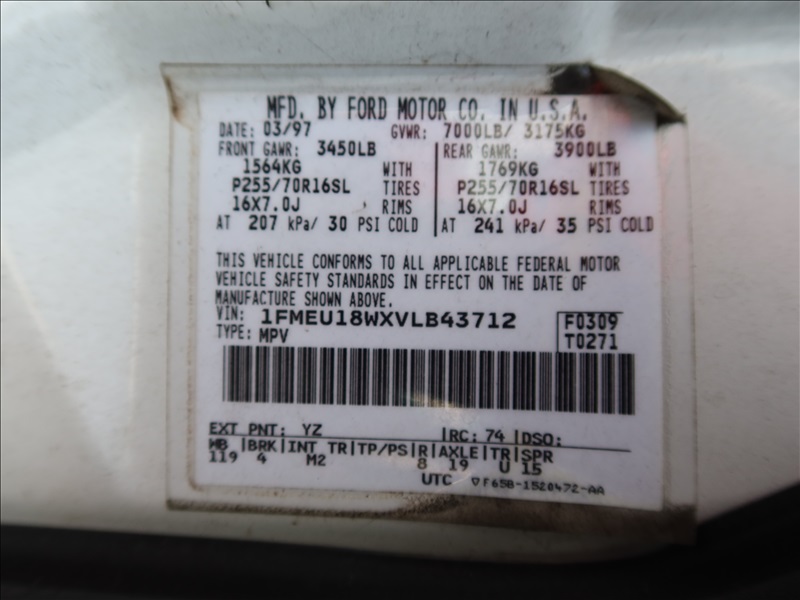 MFD. BY FORD MOTOR CO. IN U.S.A.
DATE: 03/97 GVWR: 7000LB/ 3175KG
FRONT GAWR: 3450LB REAR GAWR: 3900LB
1564KG WITH 1769KG WITH
P255/70R16SL TIRES P255/70R16SL TIRES
16X7.0J RIMS 16X7.0J RIMS
AT 207 kPa/ 30 PSI COLD AT 241 kPa/ 35 PSI COLD
THIS VEHICLE CONFORMS TO ALL APPLICABLE FEDERAL MOTOR
VEHICLE SAFETY STANDARDS IN EFFECT ON THE DATE OF
MANUFACTURE SHOWN ABOVE.
VIN: 1FMEU18WXVLB43712 F0309
TYPE: MPV T0271
EXT PNT: YZ RC: 74 DSO:
WB BRK INT TR TP/PS R AXLE TR SPR
119 4 M2 8 19 U 15
UTC ▽F65B-1520472-AA